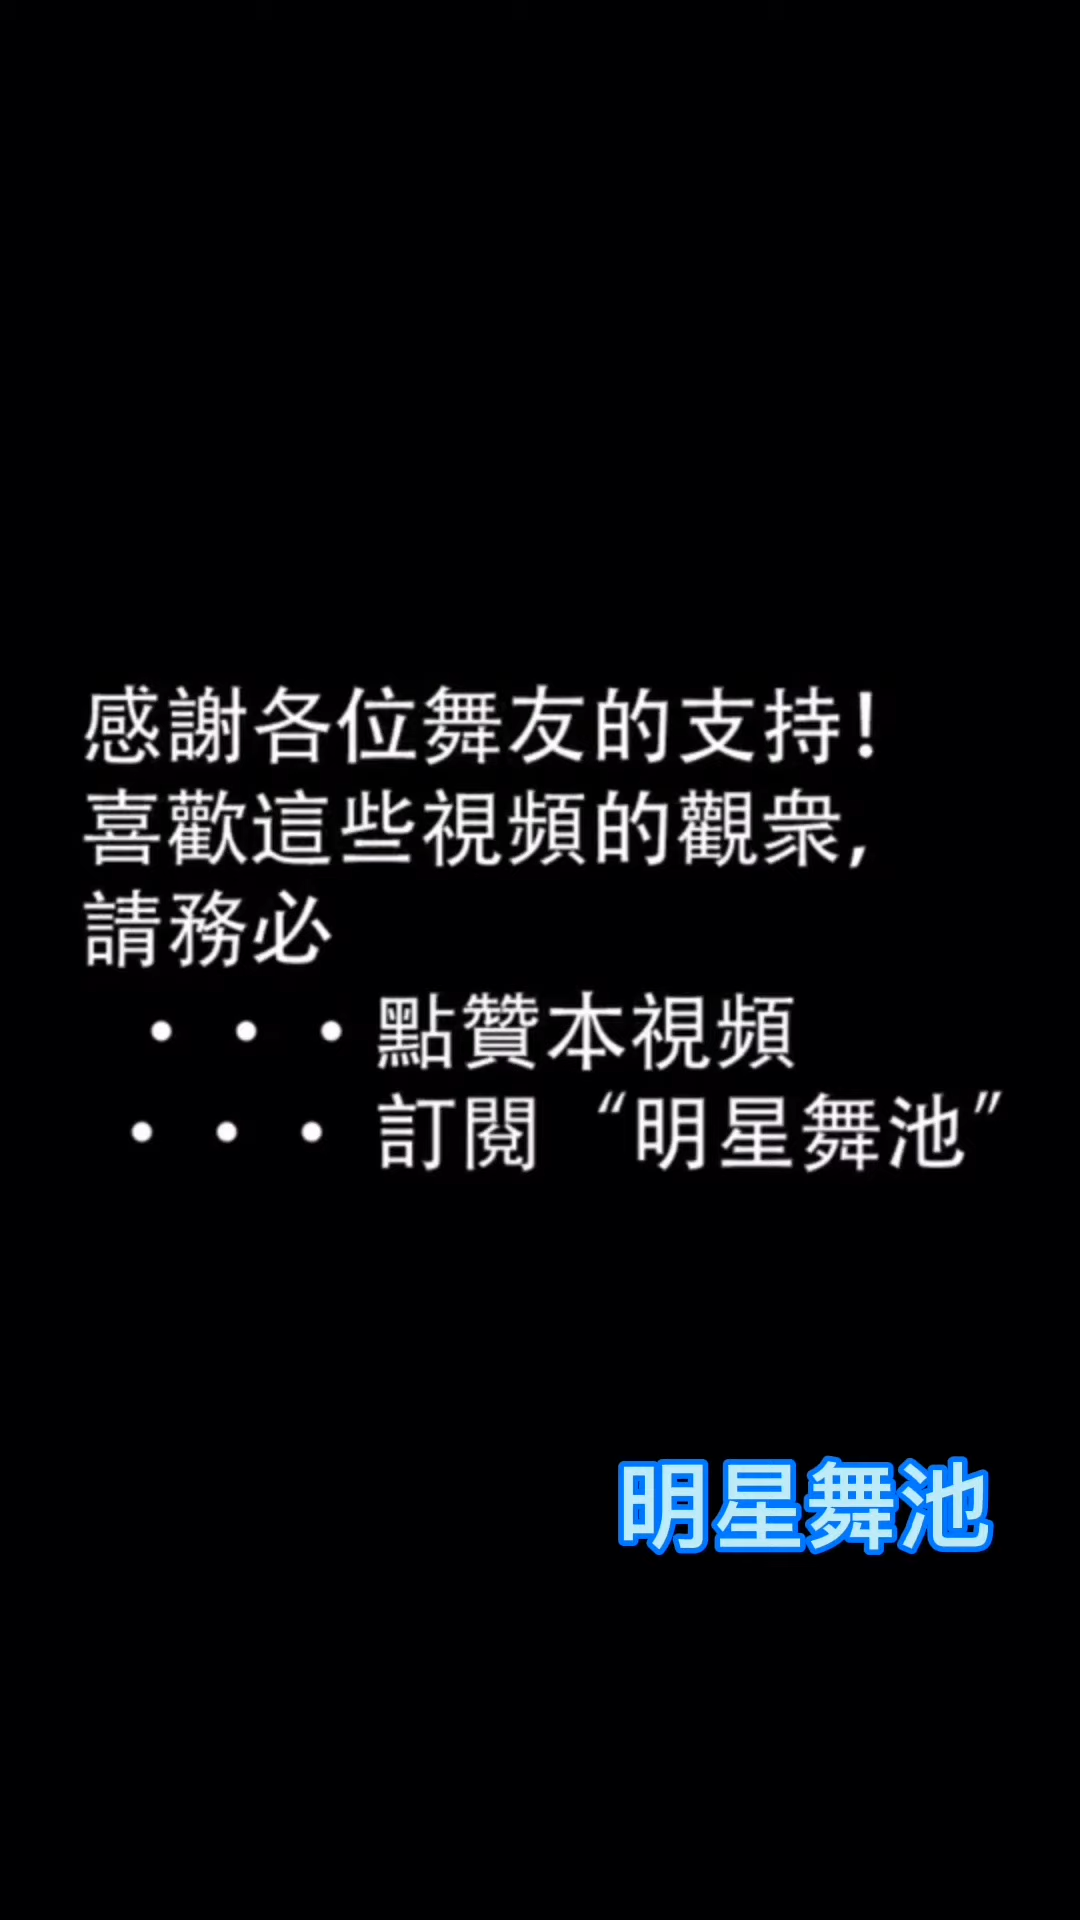 感謝各位舞友的支持!
喜歡這些視頻的觀衆,
請務必
···點贊本視頻
···訂閱“明星舞池”
明星舞池